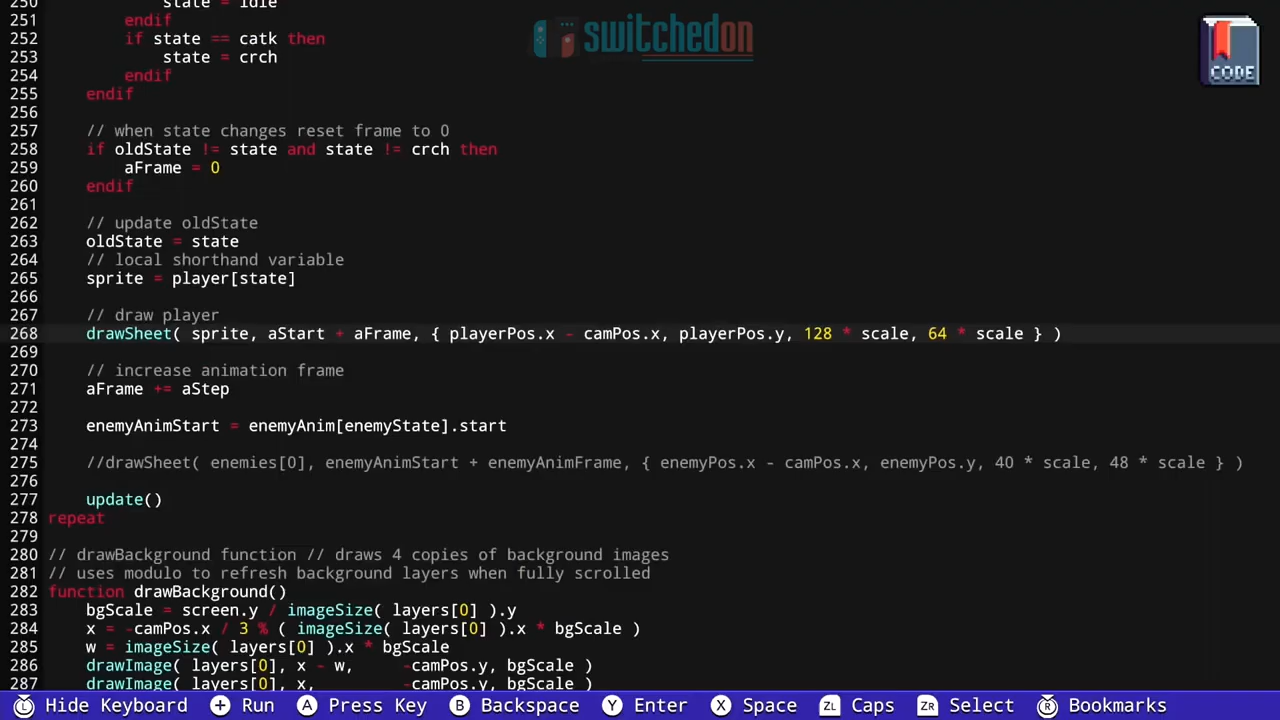 250 state = idle
251 endif
252 if state == catk then
253 state = crch
254 endif
255 endif
256
257 // when state changes reset frame to 0
258 if oldState != state and state != crch then
259 aFrame = 0
260 endif
261
262 // update oldState
263 oldState = state
264 // local shorthand variable
265 sprite = player[state]
266
267 // draw player
268 drawSheet( sprite, aStart + aFrame, { playerPos.x - camPos.x, playerPos.y, 128 * scale, 64 * scale } )
269
270 // increase animation frame
271 aFrame += aStep
272
273 enemyAnimStart = enemyAnim[enemyState].start
274
275 //drawSheet( enemies[0], enemyAnimStart + enemyAnimFrame, { enemyPos.x - camPos.x, enemyPos.y, 40 * scale, 48 * scale } )
276
277 update()
278 repeat
279
280 // drawBackground function // draws 4 copies of background images
281 // uses modulo to refresh background layers when fully scrolled
282 function drawBackground()
283 bgScale = screen.y / imageSize( layers[0] ).y
284 x = -camPos.x / 3 % ( imageSize( layers[0] ).x * bgScale )
285 w = imageSize( layers[0] ).x * bgScale
286 drawImage( layers[0], x - w, -camPos.y, bgScale )
287 drawImage( layers[0], x, -camPos.y, bgScale )
switchedon
CODE
Hide Keyboard + Run A Press Key B Backspace Y Enter X Space ZL Caps ZR Select R Bookmarks